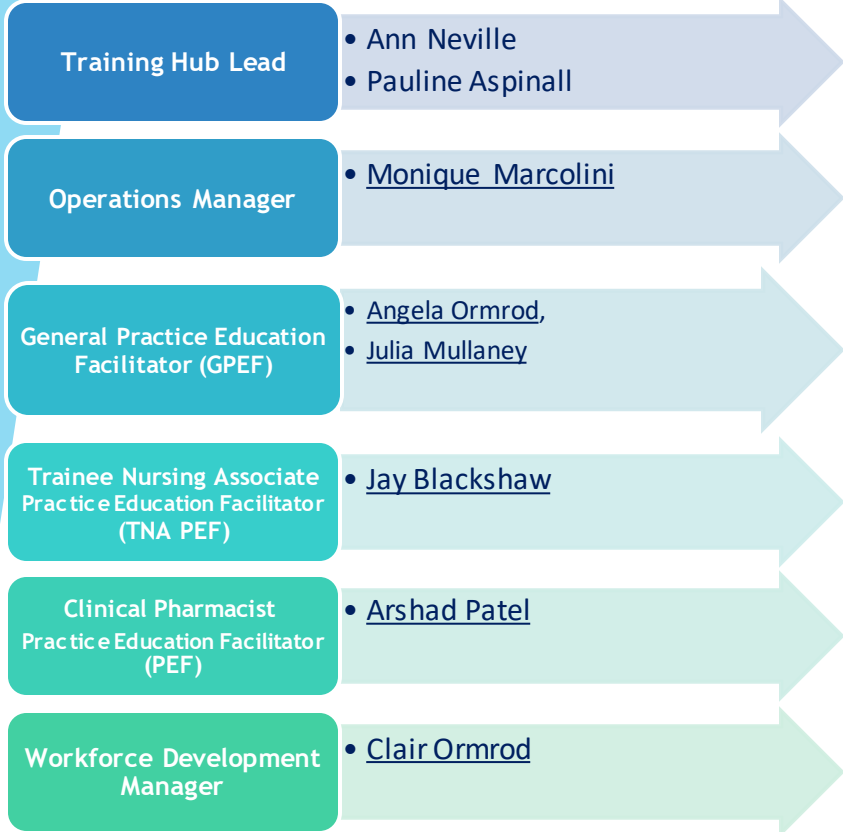 Training Hub Lead
• Ann Neville
• Pauline Aspinall
Operations Manager
• Monique Marcolini
General Practice Education
Facilitator (GPEF)
• Angela Ormrod,
• Julia Mullaney
Trainee Nursing Associate
Practice Education Facilitator
(TNA PEF)
• Jay Blackshaw
Clinical Pharmacist
Practice Education Facilitator
(PEF)
• Arshad Patel
Workforce Development
Manager
• Clair Ormrod